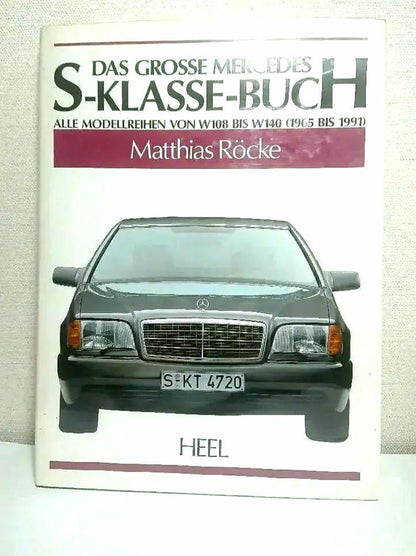 DAS GROSSE MERCEDES
S-KLASSE-BUCH
ALLE MODELLREIHEN VON W108 BIS W140 (1965 BIS 1991)
Matthias Röcke
S-KT 4720
HEEL